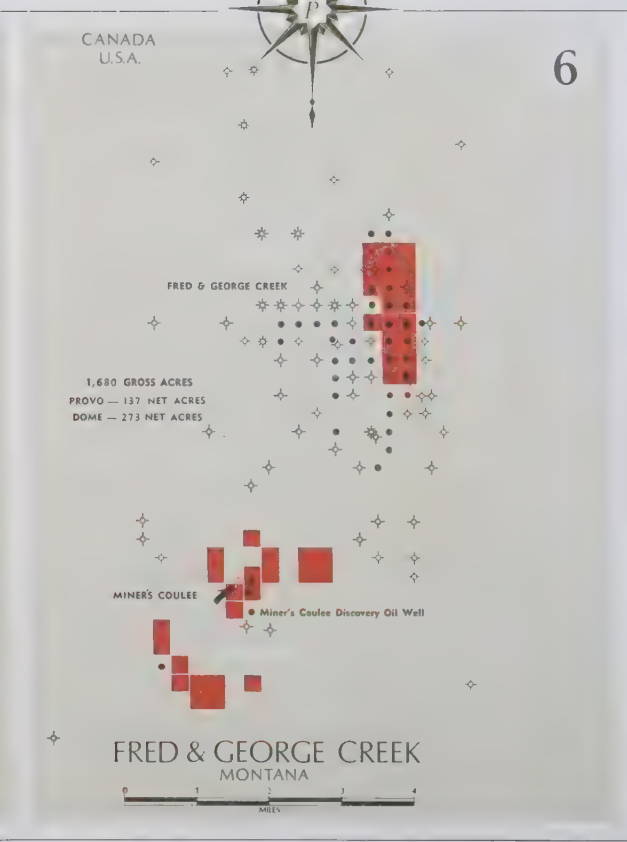 P
CANADA
U.S.A.
6
FRED & GEORGE CREEK
1,680 GROSS ACRES
PROVO — 137 NET ACRES
DOME — 273 NET ACRES
MINER'S COULEE
Miner's Coulee Discovery Oil Well
FRED & GEORGE CREEK
MONTANA
0 1 2 3 4
MILES